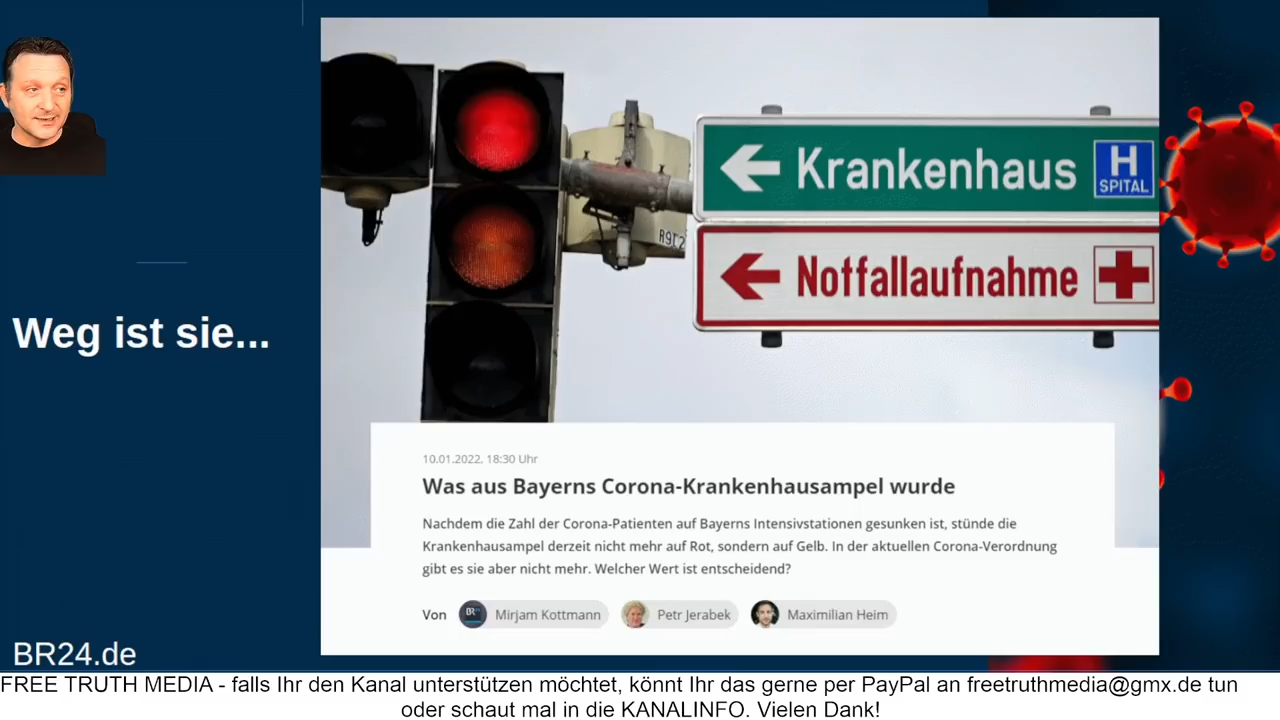 Krankenhaus
H
SPITAL
R9
Notfallaufnahme
Weg ist sie...
10.01.2022, 18:30 Uhr
Was aus Bayerns Corona-Krankenhausampel wurde
Nachdem die Zahl der Corona-Patienten auf Bayerns Intensivstationen gesunken ist, stünde die
Krankenhausampel derzeit nicht mehr auf Rot, sondern auf Gelb. In der aktuellen Corona-Verordnung
gibt es sie aber nicht mehr. Welcher Wert ist entscheidend?
Von BR Mirjam Kottmann Petr Jerabek Maximilian Heim
BR24.de
FREE TRUTH MEDIA - falls Ihr den Kanal unterstützen möchtet, könnt Ihr das gerne per PayPal an freetruthmedia@gmx.de tun
oder schaut mal in die KANALINFO. Vielen Dank!